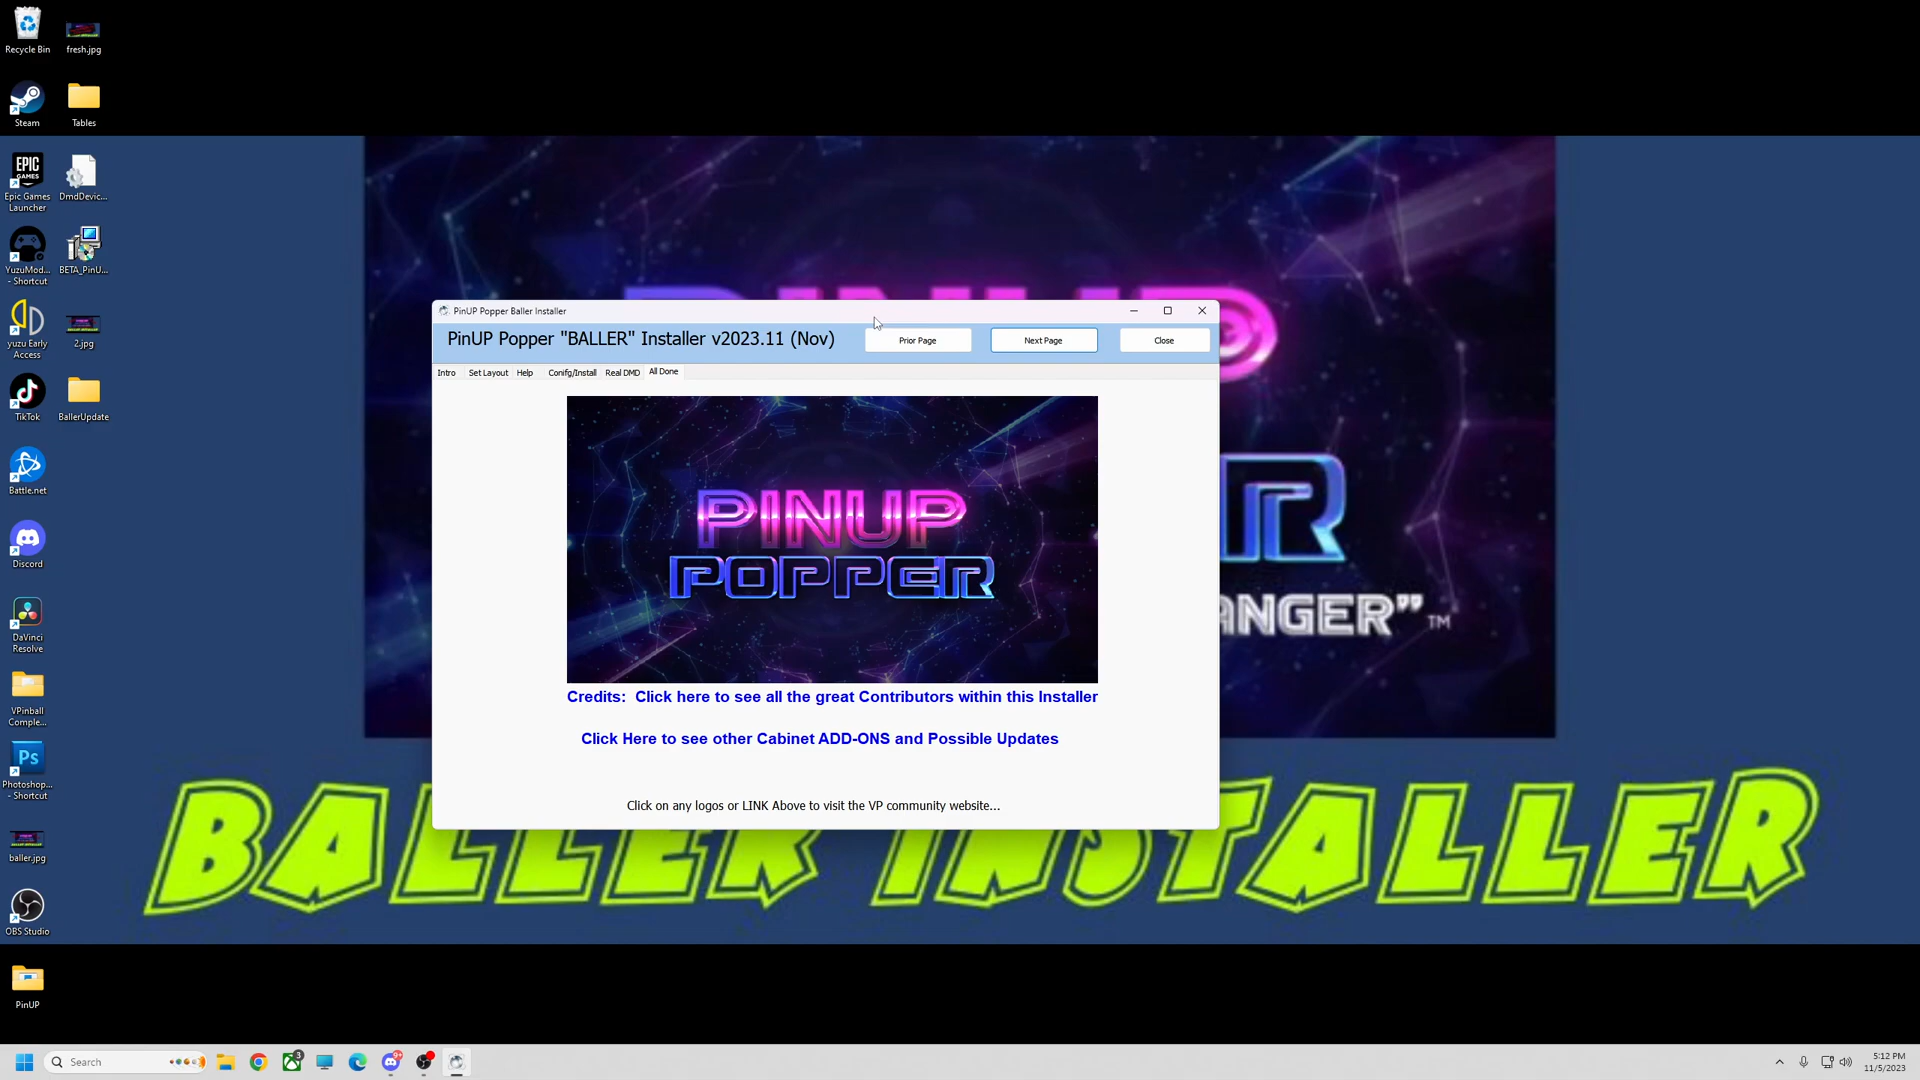 Recycle Bin
fresh.jpg
Steam
Tables
EPIC
GAMES
Epic Games
Launcher
DmdDevic...
YuzuMod...
- Shortcut
BETA_PinU...
yuzu Early
Access
2.jpg
TikTok
BallerUpdate
Battle.net
Discord
DaVinci
Resolve
VPinball
Comple...
Ps
Photoshop...
- Shortcut
baller.jpg
OBS Studio
PinUP
PinUP Popper Baller Installer
PinUP Popper "BALLER" Installer v2023.11 (Nov)
Prior Page
Next Page
Close
Intro
Set Layout
Help
Conifg/Install
Real DMD
All Done
PINUP
POPPER
Credits: Click here to see all the great Contributors within this Installer
Click Here to see other Cabinet ADD-ONS and Possible Updates
Click on any logos or LINK Above to visit the VP community website...
R
ANGER” TM
BALLER INSTALLER
Search
3
9+
5:12 PM
11/5/2023